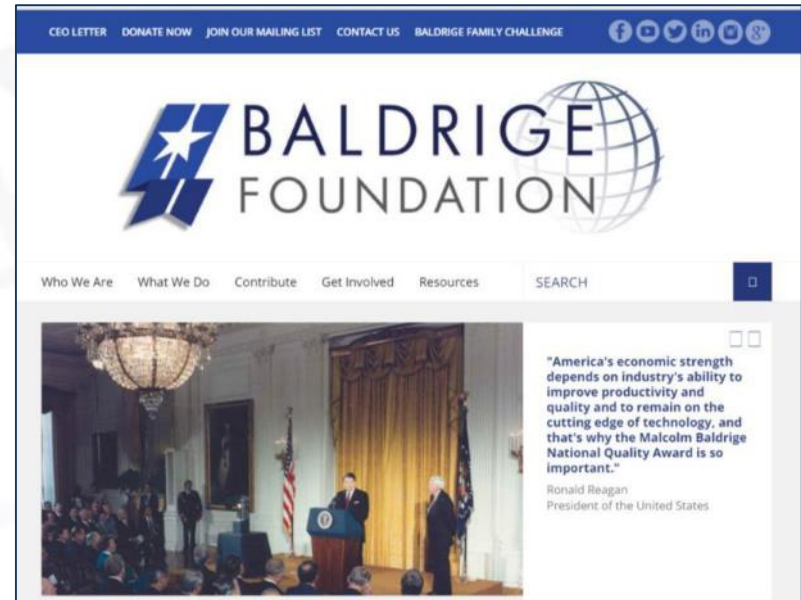 CEO LETTER DONATE NOW JOIN OUR MAILING LIST CONTACT US BALDRIGE FAMILY CHALLENGE
BALDRIGE
FOUNDATION
Who We Are What We Do Contribute Get Involved Resources SEARCH
"America's economic strength
depends on industry's ability to
improve productivity and
quality and to remain on the
cutting edge of technology, and
that's why the Malcolm Baldrige
National Quality Award is so
important."
Ronald Reagan
President of the United States